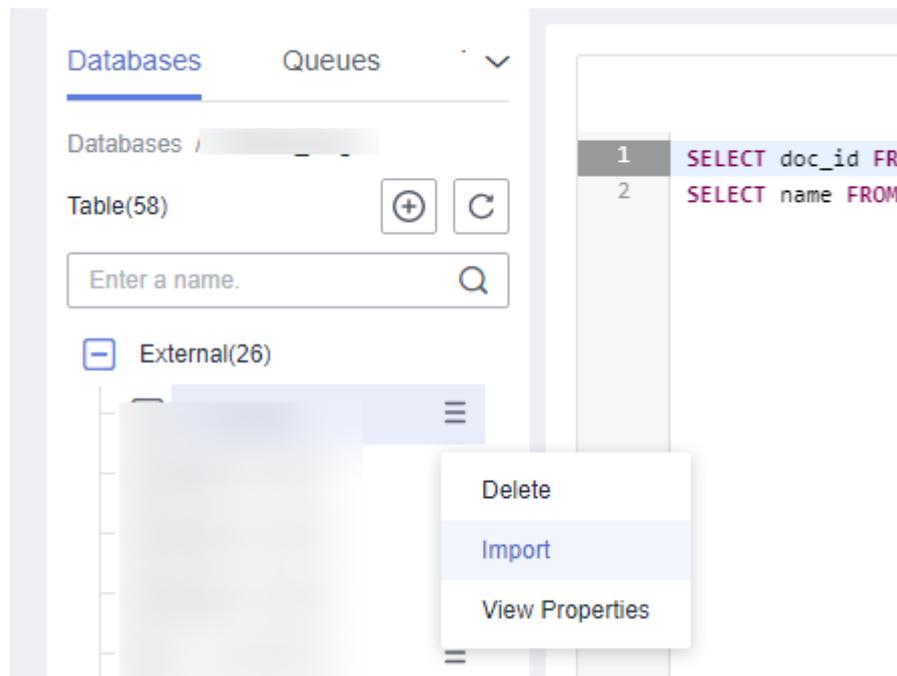 Databases Queues
Databases /
Table(58)
Enter a name.
External(26)
Delete
Import
View Properties
1 SELECT doc_id FR
2 SELECT name FROM